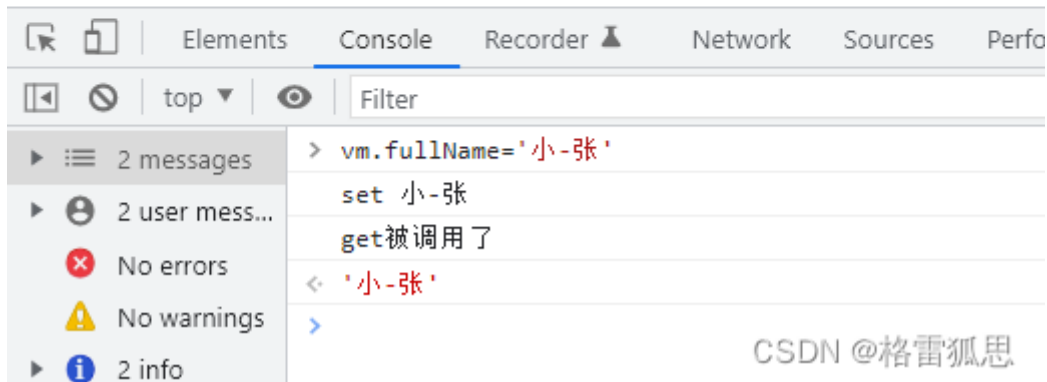 Elements Console Recorder Network Sources Perfo
top Filter
2 messages
2 user mess...
No errors
No warnings
2 info
> vm.fullName='小-张'
set 小-张
get被调用了
'小-张'
>
CSDN @格雷狐思